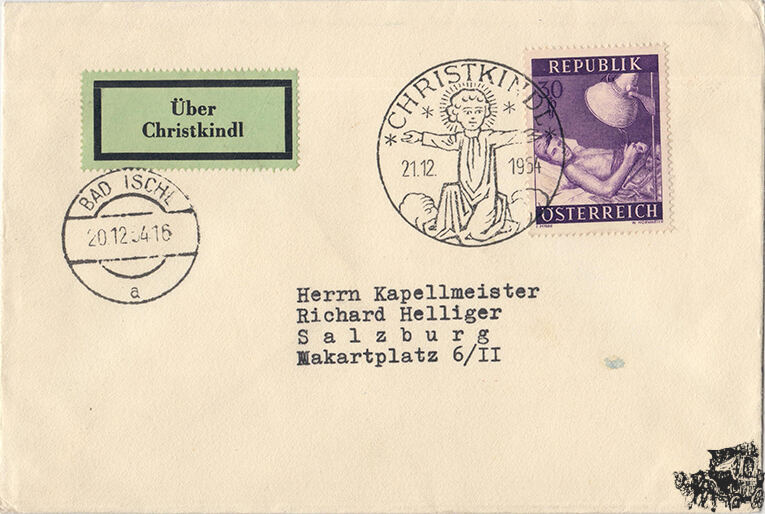 Über
Christkindl
CHRISTKINDL
21.12. 1954
REPUBLIK
30
ÖSTERREICH
BAD ISCHL
20.12.54.16
a
Herrn Kapellmeister
Richard Helliger
Salzburg
Makartplatz 6/II